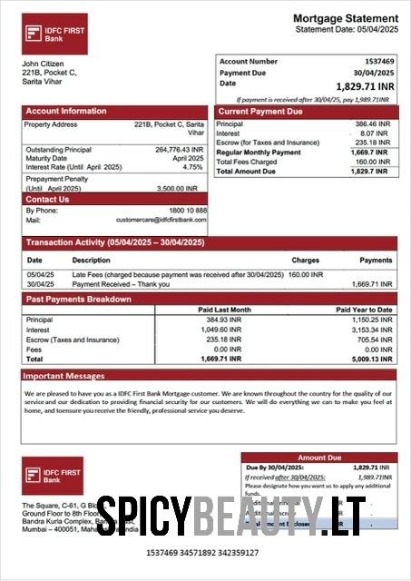 IDFC FIRST
Bank
Mortgage Statement
Statement Date: 05/04/2025
John Citizen
221B, Pocket C,
Sarita Vihar
Account Number 1537469
Payment Due 30/04/2025
Date 1,829.71INR
If payment is received after 30/04/25, pay 1,989.71INR
Account Information
Property Address 221B, Pocket C, Sarita
Vihar
Outstanding Principal 264,776.43 INR
Maturity Date April 2025
Interest Rate (Until April 2025) 4.75%
Prepayment Penalty
(Until April 2025) 3,500.00 INR
Contact Us
By Phone: 1800 10 888
Mail: customercare@idfcfirstbank.com
Current Payment Due
Principal 386.46 INR
Interest 8.07 INR
Escrow (for Taxes and Insurance) 235.18 INR
Regular Monthly Payment 1,669.7 INR
Total Fees Charged 160.00 INR
Total Amount Due 1,829.7 INR
Transaction Activity (05/04/2025 – 30/04/2025)
Date Description Charges Payments
05/04/25 Late Fees (charged because payment was received after 30/04/2025) 160.00 INR
30/04/25 Payment Received – Thank you 1,669.71 INR
Past Payments Breakdown
Paid Last Month Paid Year to Date
Principal 384.93 INR 1,150.25 INR
Interest 1,049.60 INR 3,153.34 INR
Escrow (Taxes and Insurance) 235.18 INR 705.54 INR
Fees 0.00 INR 0.00 INR
Total 1,669.71 INR 5,009.13 INR
Important Messages
We are pleased to have you as a IDFC First Bank Mortgage customer. We are known throughout the country for the quality of our
service and our dedication to providing financial security for our customers. We will do everything we can to make you feel at
home, and to ensure you receive the friendly, professional service you deserve.
IDFC FIRST
Bank
The Square, C-61, G Bl
Ground Floor to 8th Floor
Bandra Kurla Complex, Ban
Mumbai – 400051, Mah
Amount Due
Due By 30/04/2025: 1,829.71 INR
If received after 30/04/2025: 1,989.71INR
Please designate how you want to apply any additional
funds.
SPICYBEAUTY.LT
1537469 34571892 342359127